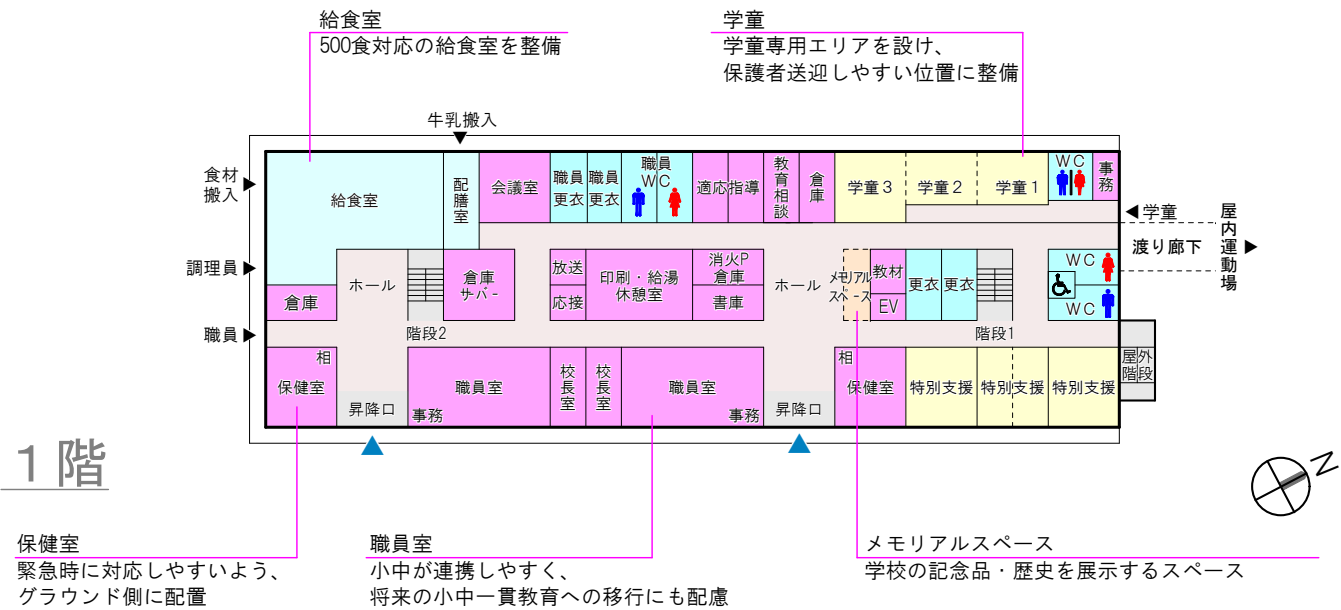 給食室
500食対応の給食室を整備
学童
学童専用エリアを設け、
保護者送迎しやすい位置に整備
牛乳搬入
食材
搬入
給食室
配膳室
会議室
職員
更衣
職員
更衣
職員
WC
適応指導
教育相談
倉庫
学童3
学童2
学童1
WC
事務
学童
渡り廊下
屋内運動場
調理員
倉庫
ホール
倉庫
サーバー
放送
応接
印刷・給湯
休憩室
消火P
倉庫
書庫
ホール
メモリアル
スペース
教材
EV
更衣
更衣
WC
WC
職員
階段2
階段1
相
保健室
昇降口
職員室
事務
校長室
校長室
職員室
事務
昇降口
相
保健室
特別支援
特別支援
特別支援
屋外
階段
1階
N
保健室
緊急時に対応しやすいよう、
グラウンド側に配置
職員室
小中が連携しやすく、
将来の小中一貫教育への移行にも配慮
メモリアルスペース
学校の記念品・歴史を展示するスペース